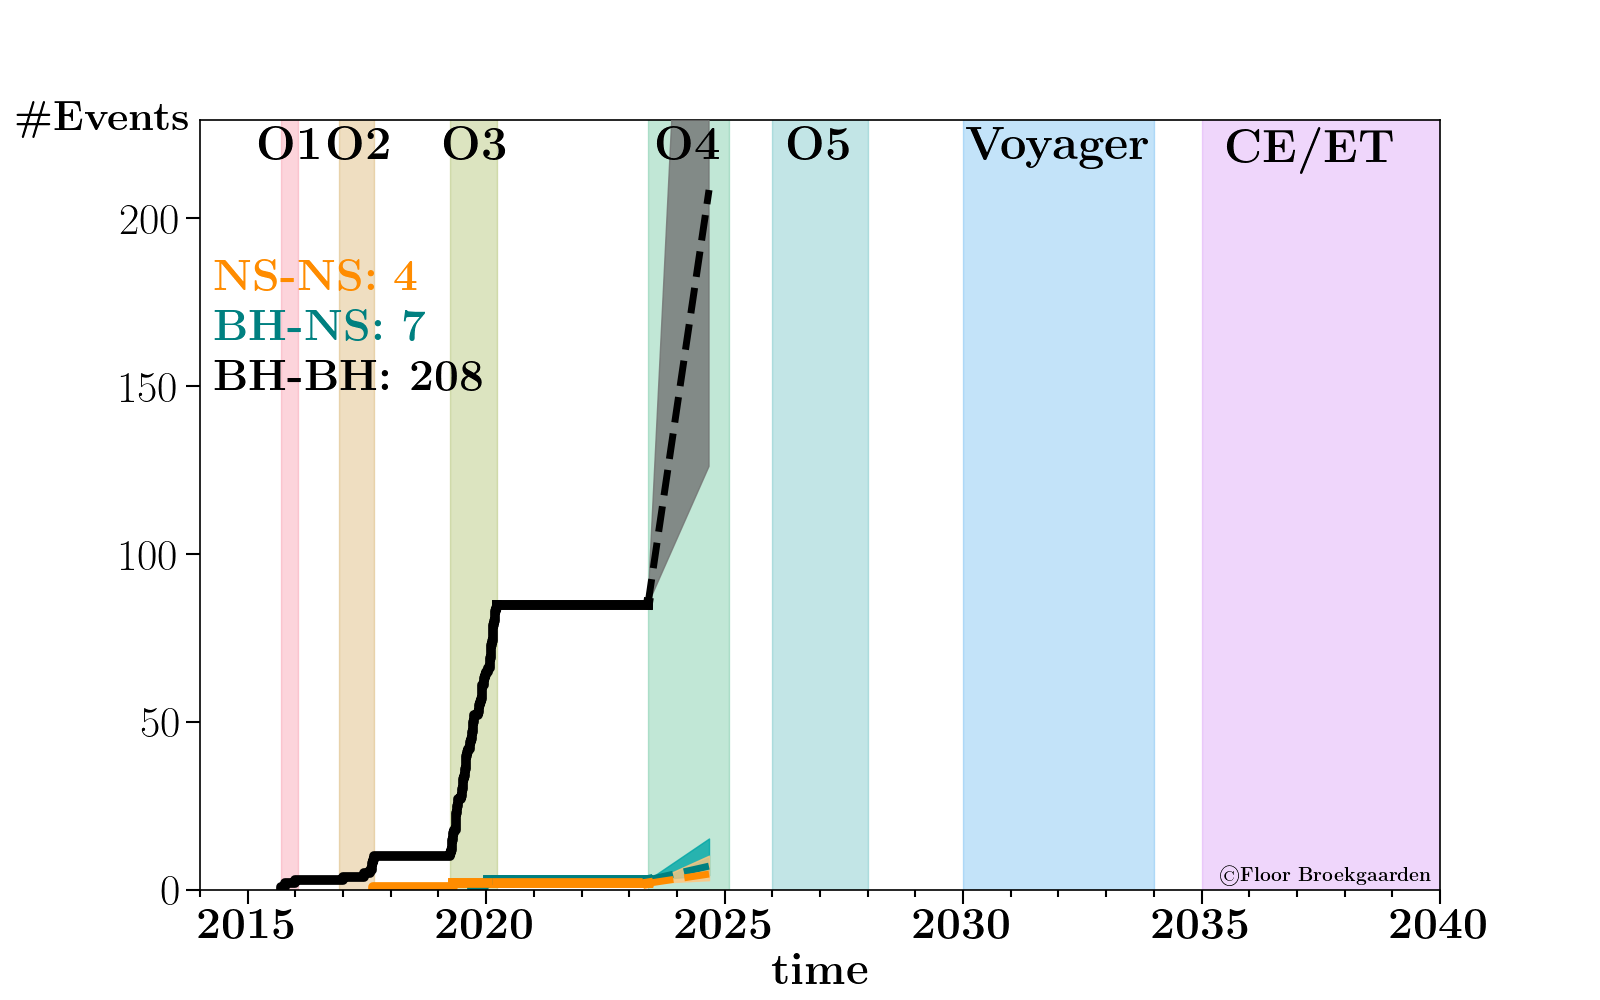 #Events
O1 O2 O3 O4 O5 Voyager CE/ET
200
NS-NS: 4
BH-NS: 7
BH-BH: 208
150
100
50
©Floor Broekgaarden
0
2015 2020 2025 2030 2035 2040
time